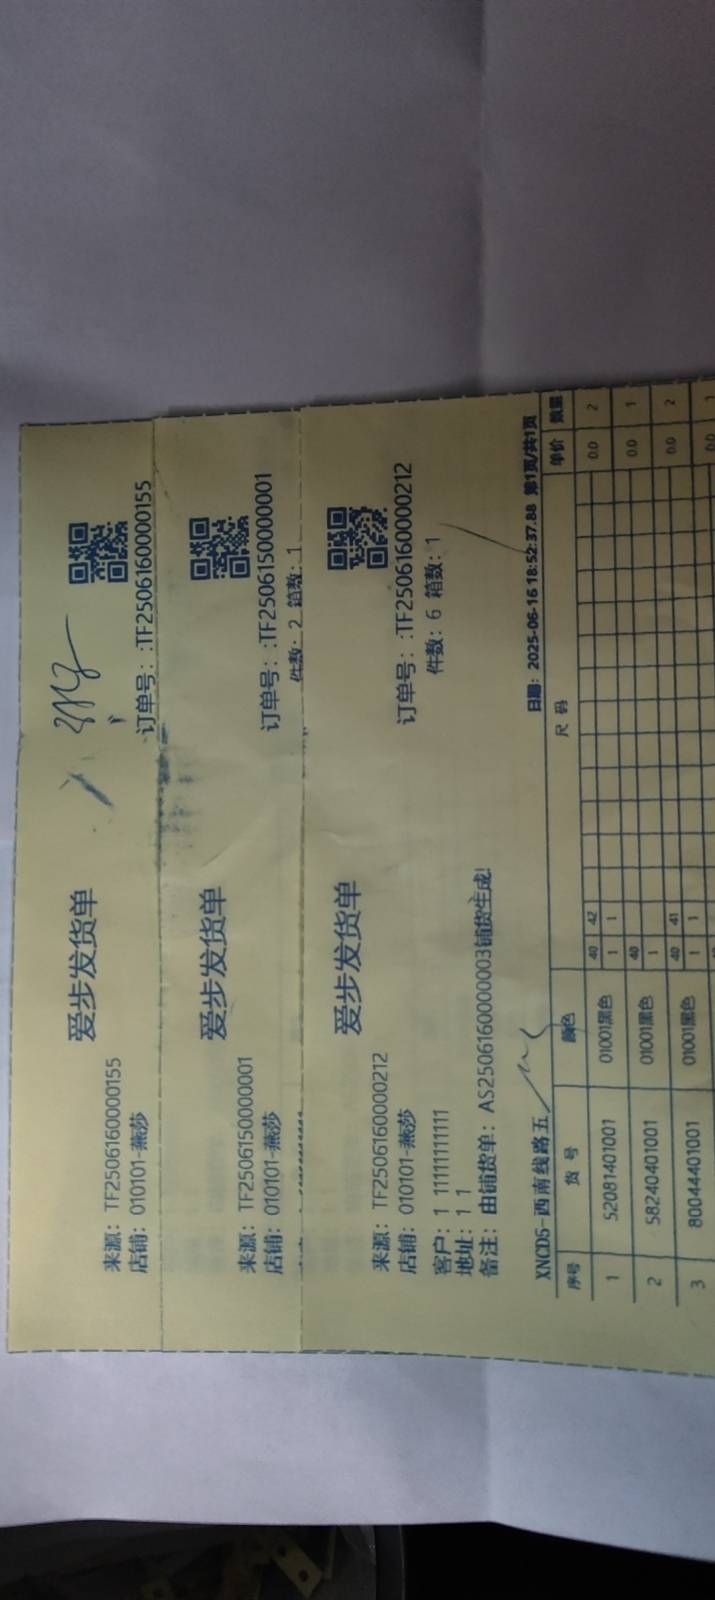 爱步发货单
来源：TF2506160000155
订单号：:TF2506160000155
店铺：010101-燕莎
爱步发货单
来源：TF2506150000001
订单号：:TF2506150000001
店铺：010101-燕莎
件数：2 箱数：1
爱步发货单
来源：TF2506160000212
订单号：:TF2506160000212
店铺：010101-燕莎
件数：6 箱数：1
客户：1 11111111111
地址：1 1
备注：由铺货单：AS2506160000003铺货生成!
XNCDS-西南线路五
日期：2025-06-16 18:52:37.88 第1页/共1页
序号 货号 颜色 尺码 单价 数量
40 42
1 52081401001 01001黑色 1 1 0.0 2
40
2 58240401001 01001黑色 1 0.0 1
40 41
3 80044401001 01001黑色 1 1 0.0 2
0.0 1